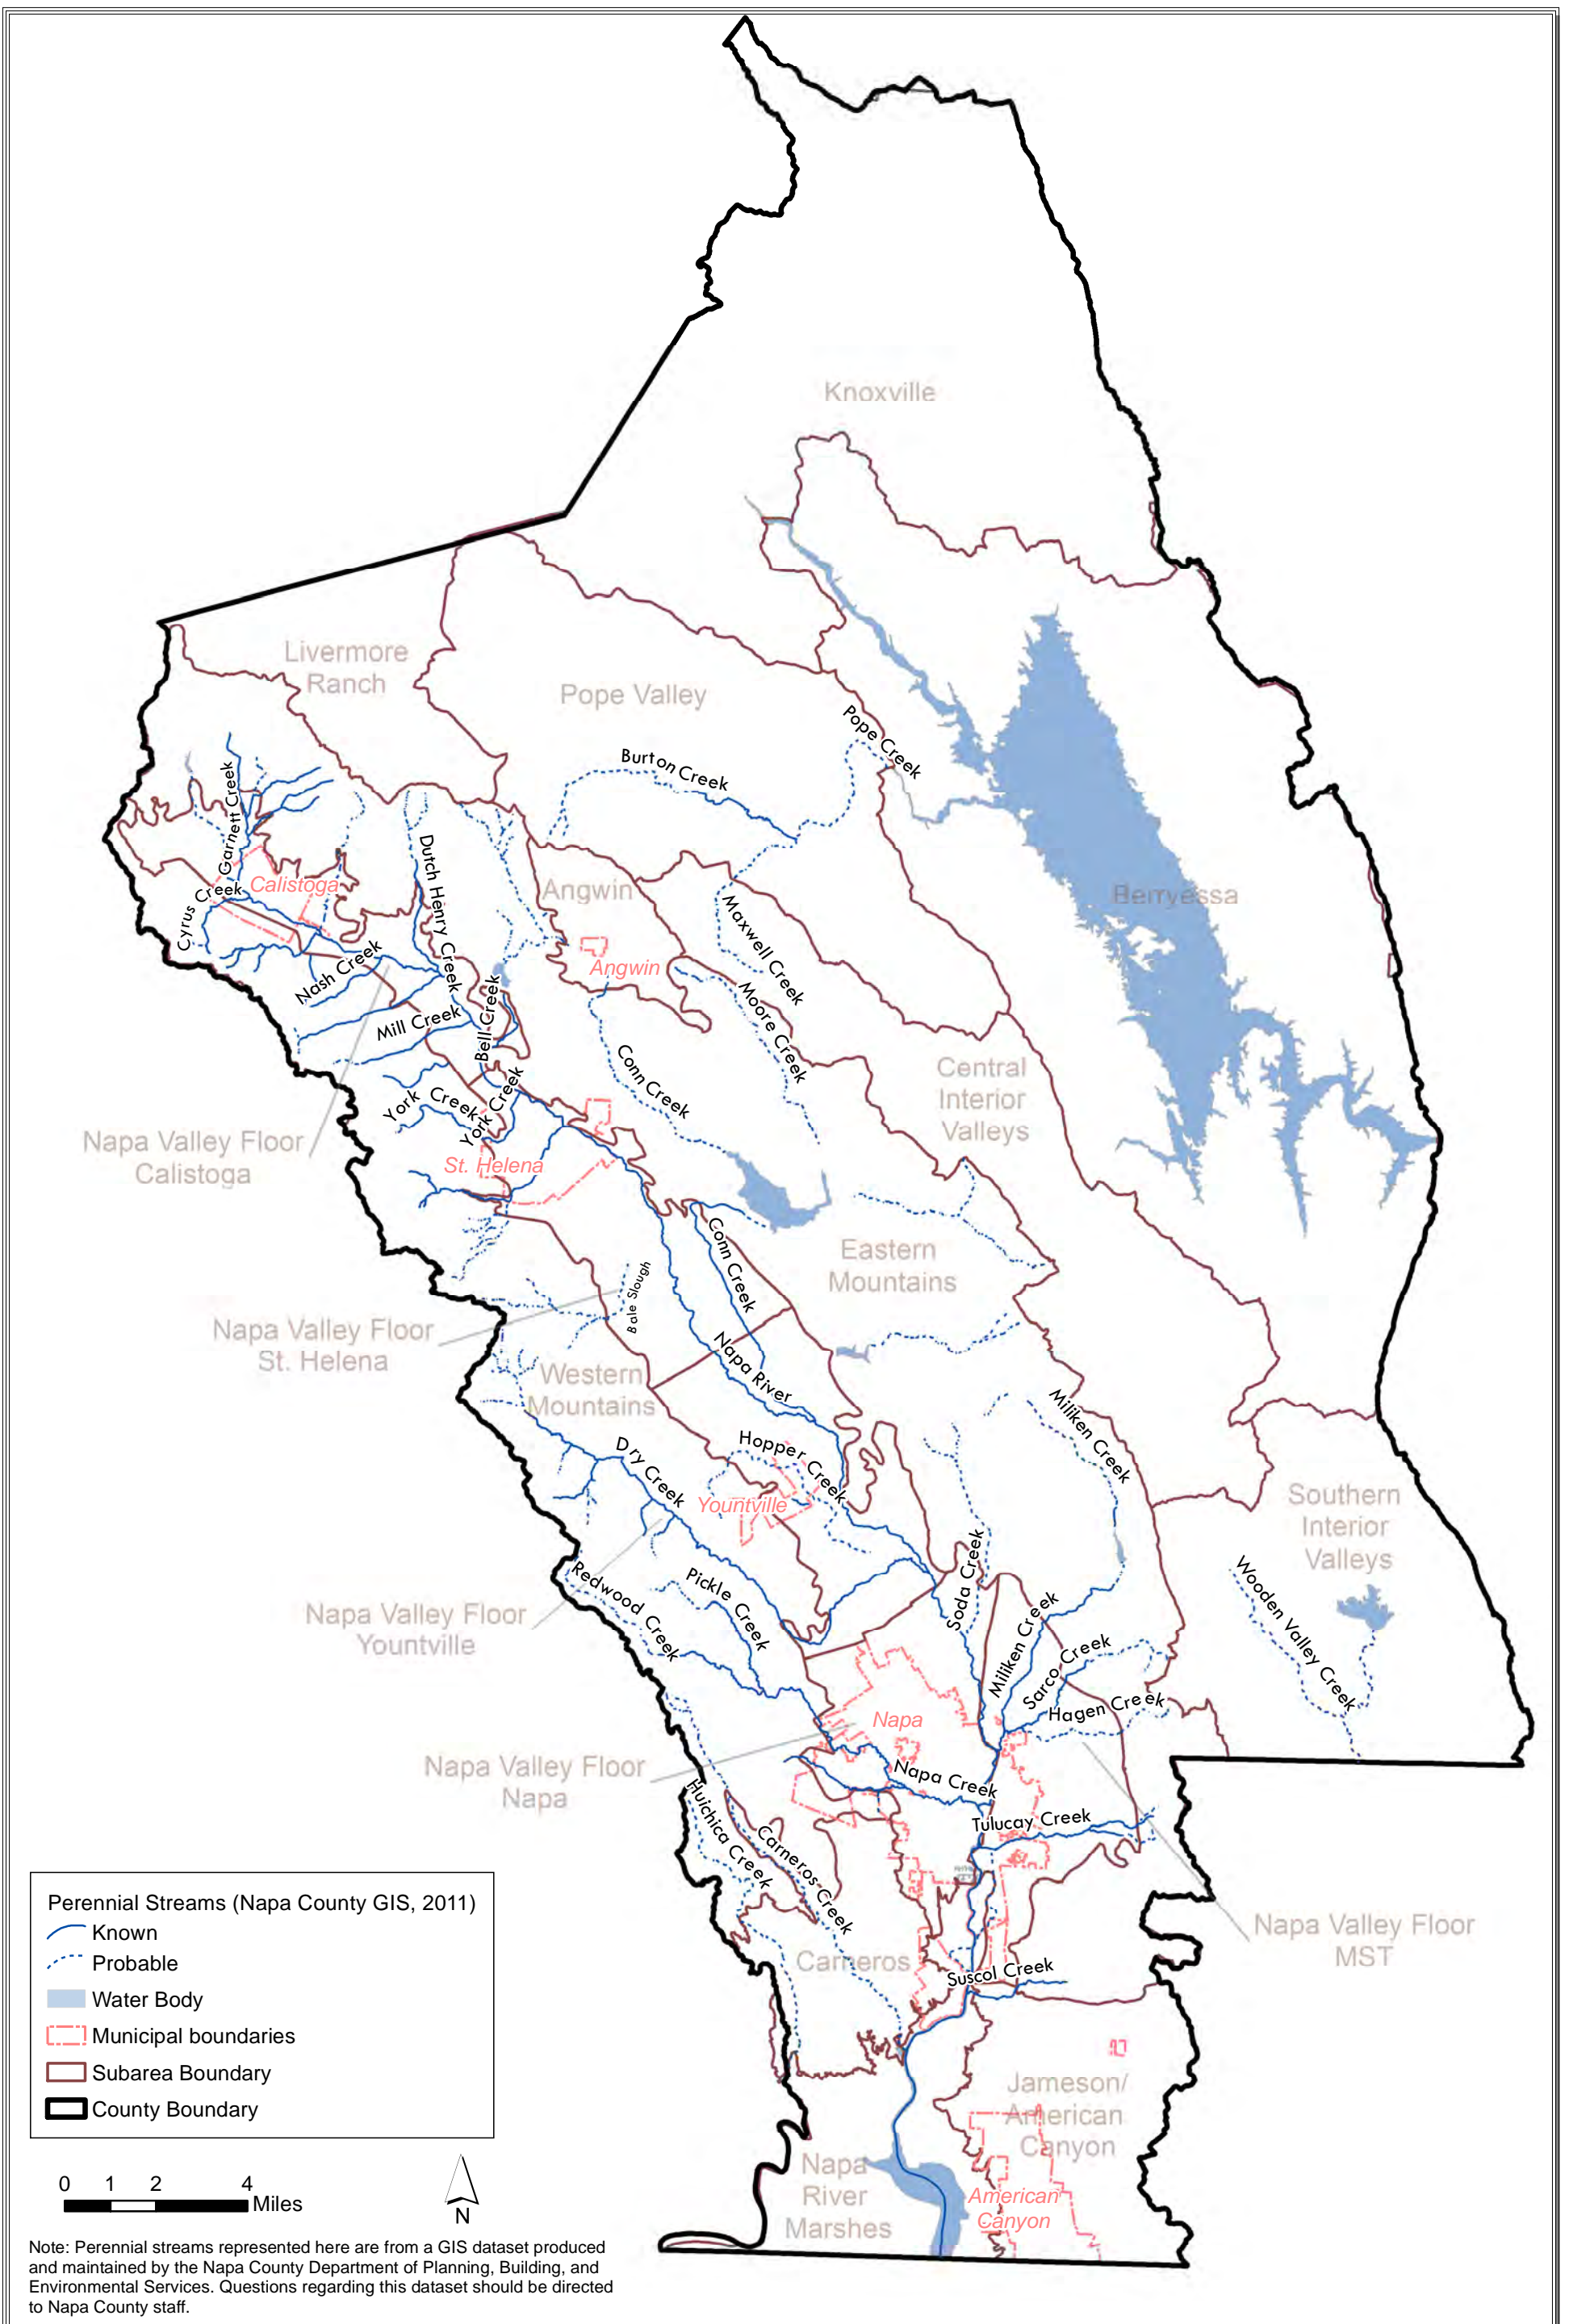 Knoxville
Livermore
Ranch
Pope Valley
Pope Creek
Burton Creek
Garnett Creek
Dutch Henry Creek
Calistoga
Cyrus Creek
Angwin
Angwin
Berryessa
Maxwell Creek
Nash Creek
Moore Creek
Mill Creek
Bell Creek
Conn Creek
Central
Interior
Valleys
York Creek
York Creek
Napa Valley Floor
Calistoga
St. Helena
Conn Creek
Eastern
Mountains
Bale Slough
Napa Valley Floor
St. Helena
Napa River
Western
Mountains
Milliken Creek
Dry Creek
Hopper Creek
Yountville
Southern
Interior
Valleys
Soda Creek
Wooden Valley Creek
Redwood Creek
Pickle Creek
Napa Valley Floor
Yountville
Milliken Creek
Sarco Creek
Hagen Creek
Napa
Napa Valley Floor
Napa
Napa Creek
Huichica Creek
Carneros Creek
Tulucay Creek
Napa Valley Floor
MST
Carneros
Suscol Creek
Jameson/
American
Canyon
Napa
River
Marshes
American
Canyon
Perennial Streams (Napa County GIS, 2011)
Known
Probable
Water Body
Municipal boundaries
Subarea Boundary
County Boundary
0 1 2 4
Miles
N
Note: Perennial streams represented here are from a GIS dataset produced
and maintained by the Napa County Department of Planning, Building, and
Environmental Services. Questions regarding this dataset should be directed
to Napa County staff.